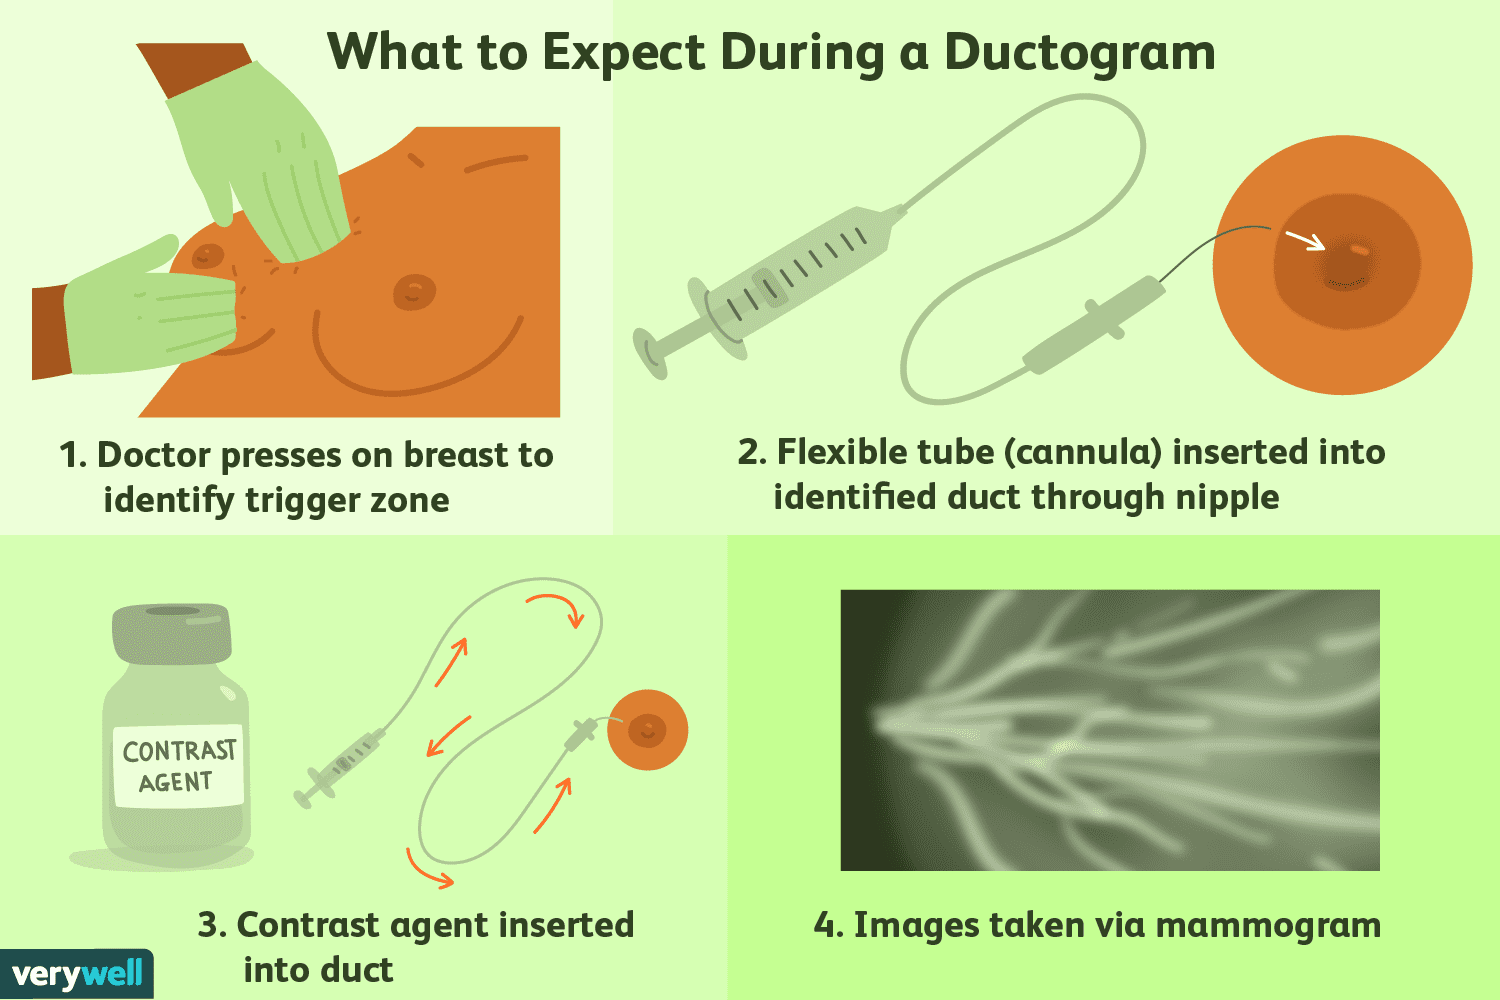 What to Expect During a Ductogram
1. Doctor presses on breast to
identify trigger zone
2. Flexible tube (cannula) inserted into
identified duct through nipple
CONTRAST
AGENT
3. Contrast agent inserted
into duct
4. Images taken via mammogram
verywell